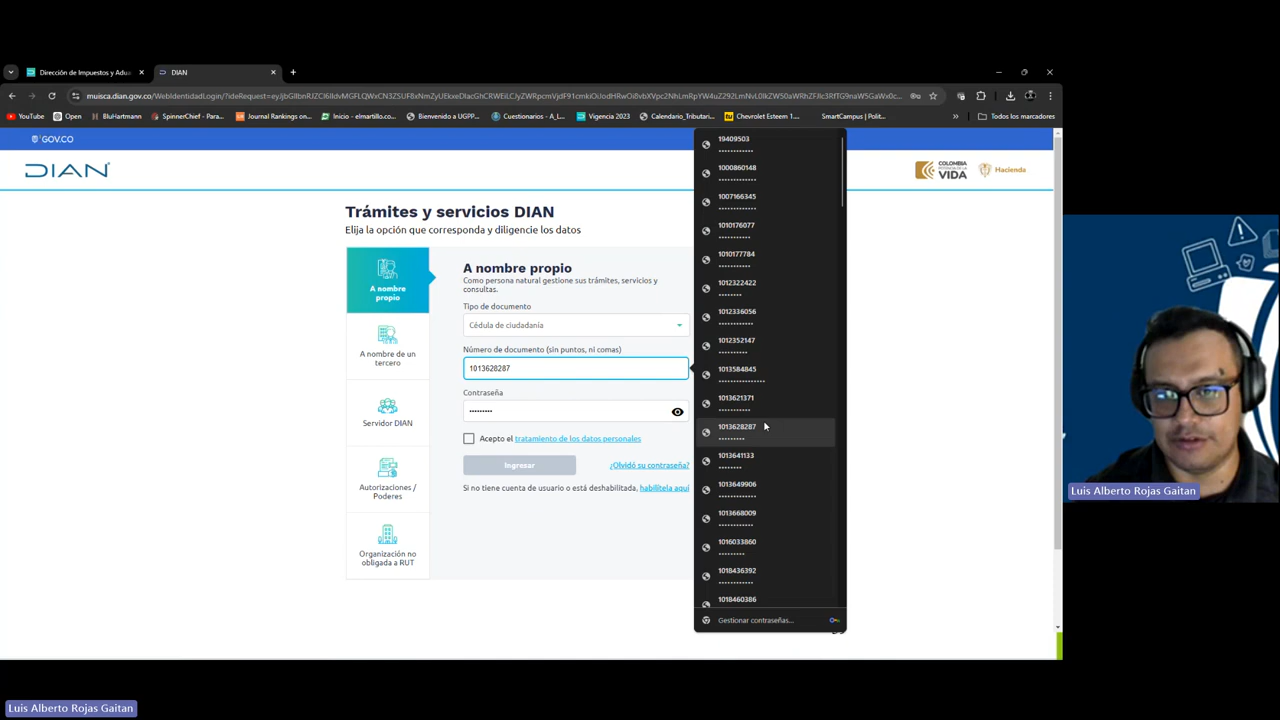 Dirección de Impuestos y Adua
DIAN
muisca.dian.gov.co/WebIdentidadLogin/?ideRequest=
YouTube
Open
BluHartmann
SpinnerChief - Para...
Journal Rankings on...
Inicio - elmartillo.co...
Bienvenido a UGPP...
Cuestionarios - A_L...
Vigencia 2023
Calendario_Tributari...
Chevrolet Esteem 1....
SmartCampus | Polit...
»
Todos los marcadores
GOV.CO
DIAN
COLOMBIA
POTENCIA DE LA
VIDA
Hacienda
Trámites y servicios DIAN
Elija la opción que corresponda y diligencie los datos
A nombre
propio
A nombre de un
tercero
Servidor DIAN
Autorizaciones /
Poderes
Organización no
obligada a RUT
A nombre propio
Como persona natural gestione sus trámites, servicios y
consultas.
Tipo de documento
Cédula de ciudadanía
Número de documento (sin puntos, ni comas)
1013628287
Contraseña
•••••••••
Acepto el tratamiento de los datos personales
Ingresar
¿Olvidó su contraseña?
Si no tiene cuenta de usuario o está deshabilitada, habilítela aquí
19409503
1000860148
1007166345
1010176077
1010177784
1012322422
1012336056
1012352147
1013584845
1013621371
1013628287
1013641133
1013649906
1013668009
1016033860
1018436392
1018460386
Gestionar contraseñas...
Luis Alberto Rojas Gaitan
Luis Alberto Rojas Gaitan